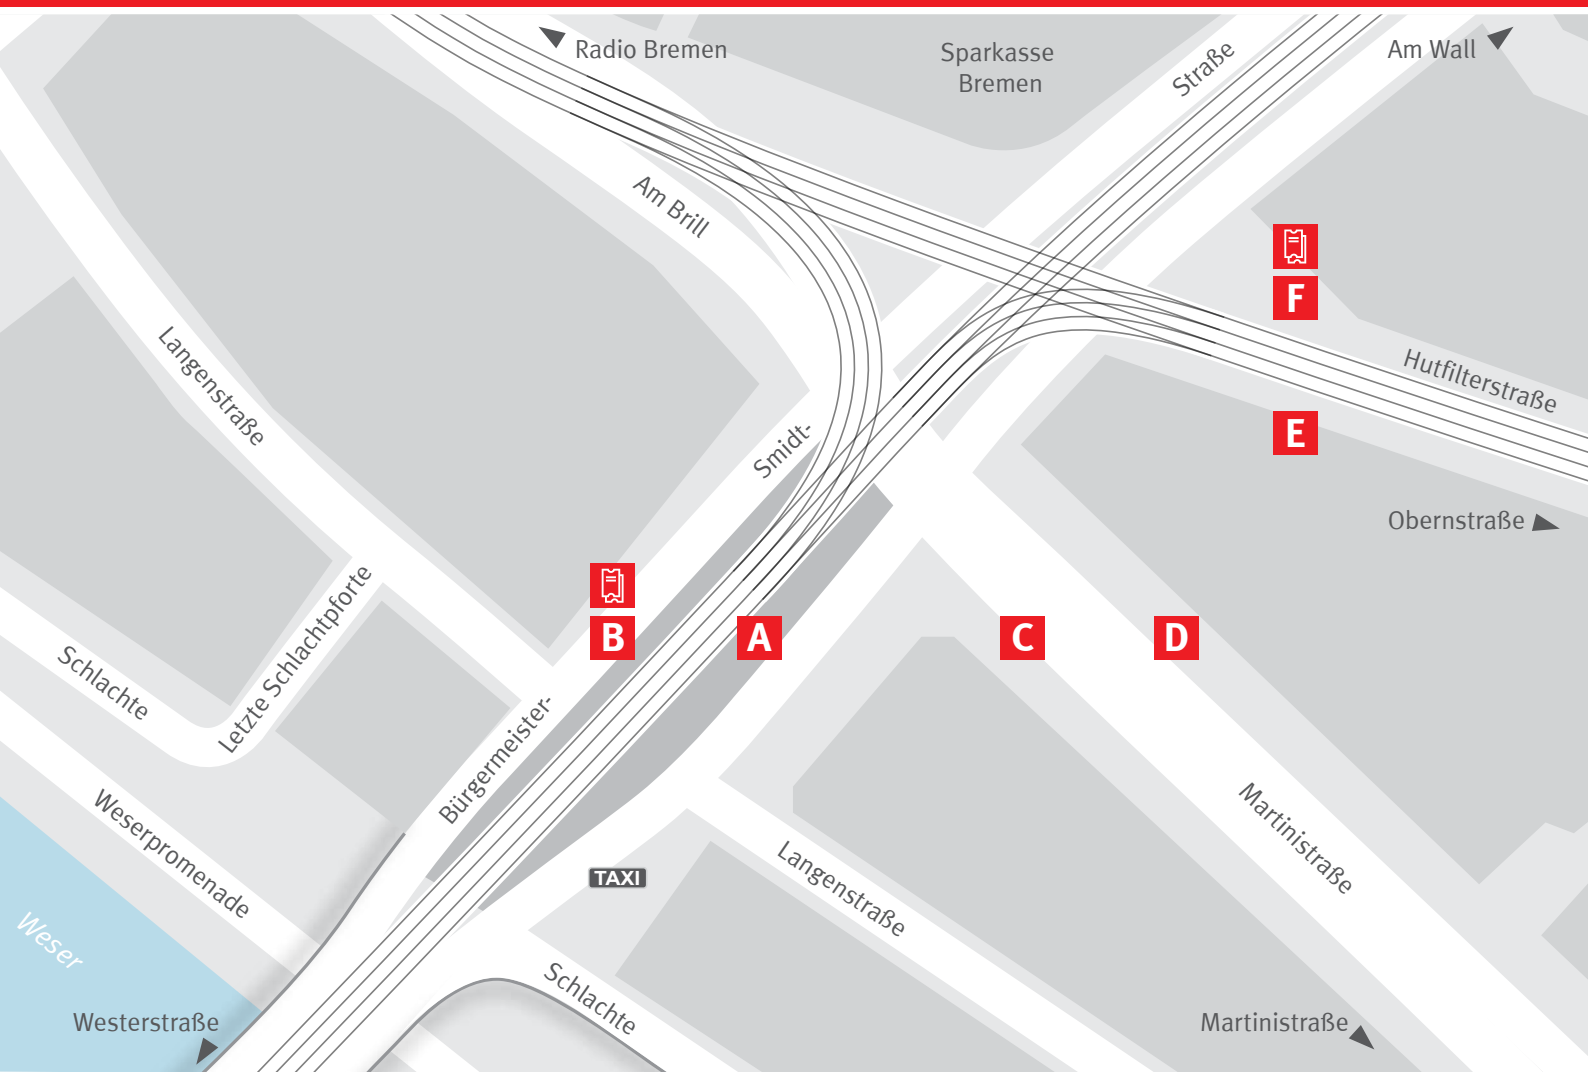 Radio Bremen
Sparkasse
Bremen
Straße
Am Wall
Am Brill
F
Hutfilterstraße
Langenstraße
E
Smidt-
Obernstraße
B
A
C
D
Letzte Schlachtpforte
Schlachte
Bürgermeister-
Weserpromenade
Martinistraße
TAXI
Langenstraße
Weser
Schlachte
Westerstraße
Martinistraße